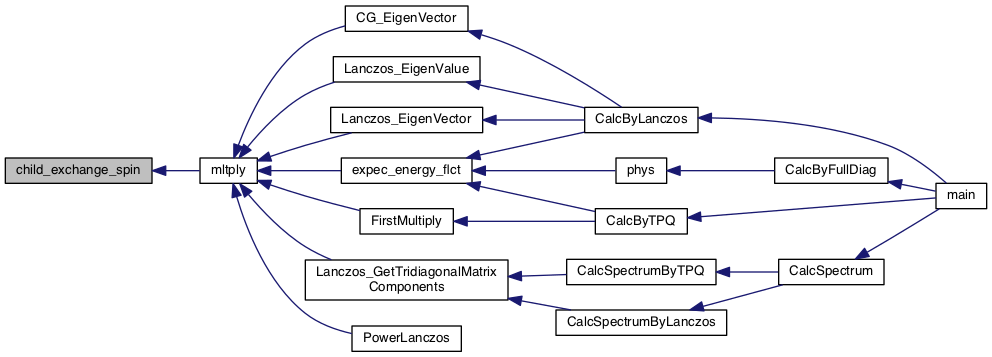 CG_EigenVector
Lanczos_EigenValue
Lanczos_EigenVector
CalcByLanczos
child_exchange_spin
mltply
expec_energy_flct
phys
CalcByFullDiag
main
FirstMultiply
CalcByTPQ
Lanczos_GetTridiagonalMatrix
Components
CalcSpectrumByTPQ
CalcSpectrum
CalcSpectrumByLanczos
PowerLanczos